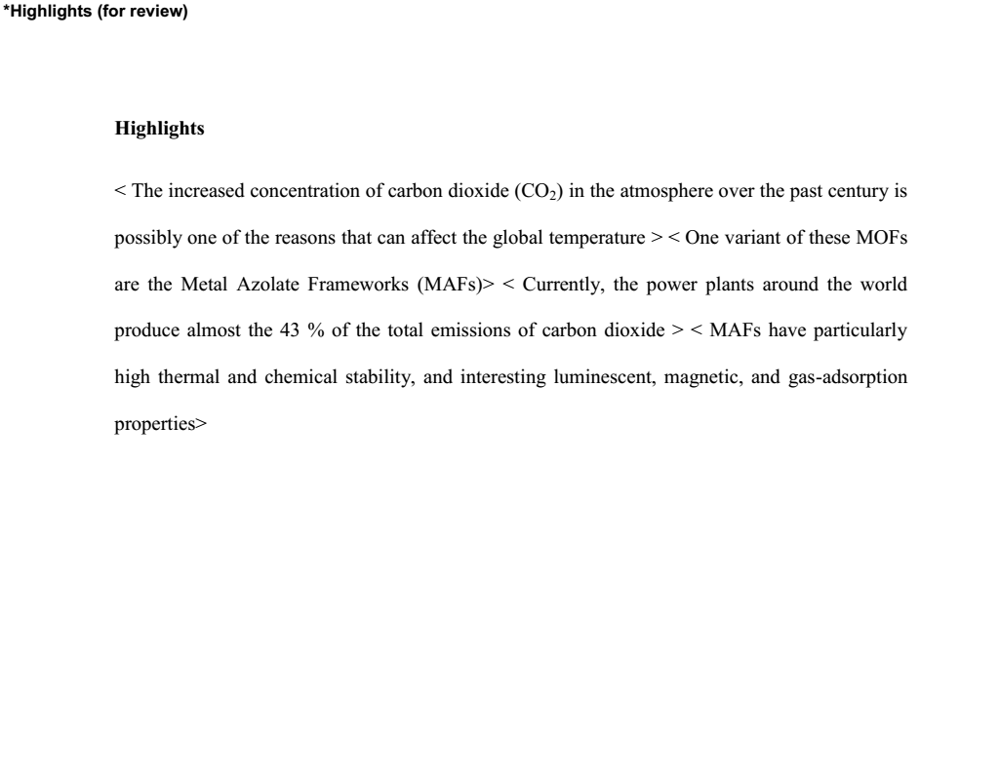 *Highlights (for review)
Highlights
< The increased concentration of carbon dioxide (CO₂) in the atmosphere over the past century is
possibly one of the reasons that can affect the global temperature > < One variant of these MOFs
are the Metal Azolate Frameworks (MAFs)> < Currently, the power plants around the world
produce almost the 43 % of the total emissions of carbon dioxide > < MAFs have particularly
high thermal and chemical stability, and interesting luminescent, magnetic, and gas-adsorption
properties>